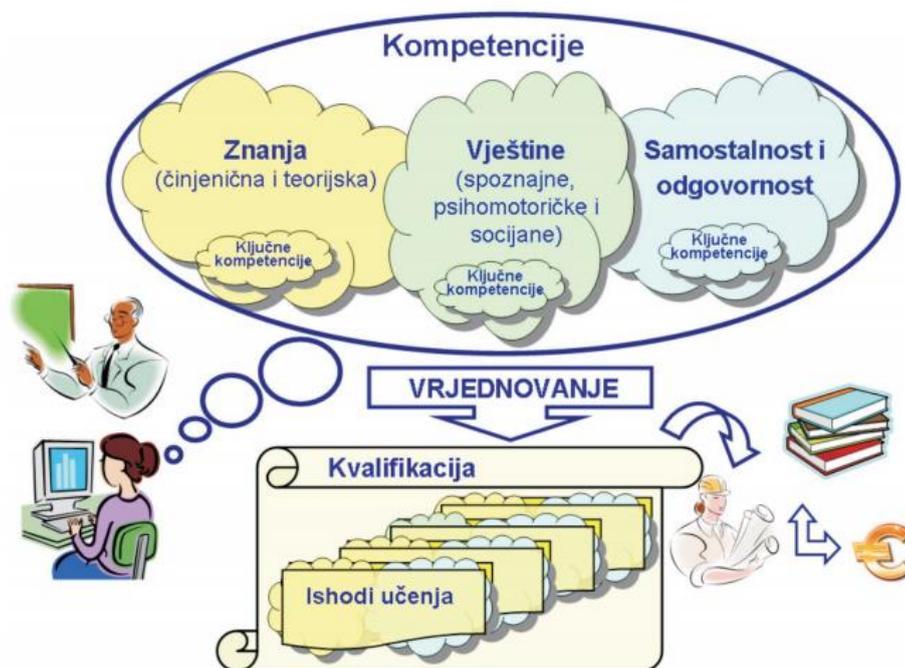 Kompetencije
Znanja
(činjenična i teorijska)
Ključne
kompetencije
Vještine
(spoznajne,
psihomotoričke i
socijane)
Ključne
kompetencije
Samostalnost i
odgovornost
Ključne
kompetencije
VRJEDNOVANJE
Kvalifikacija
Ishodi učenja